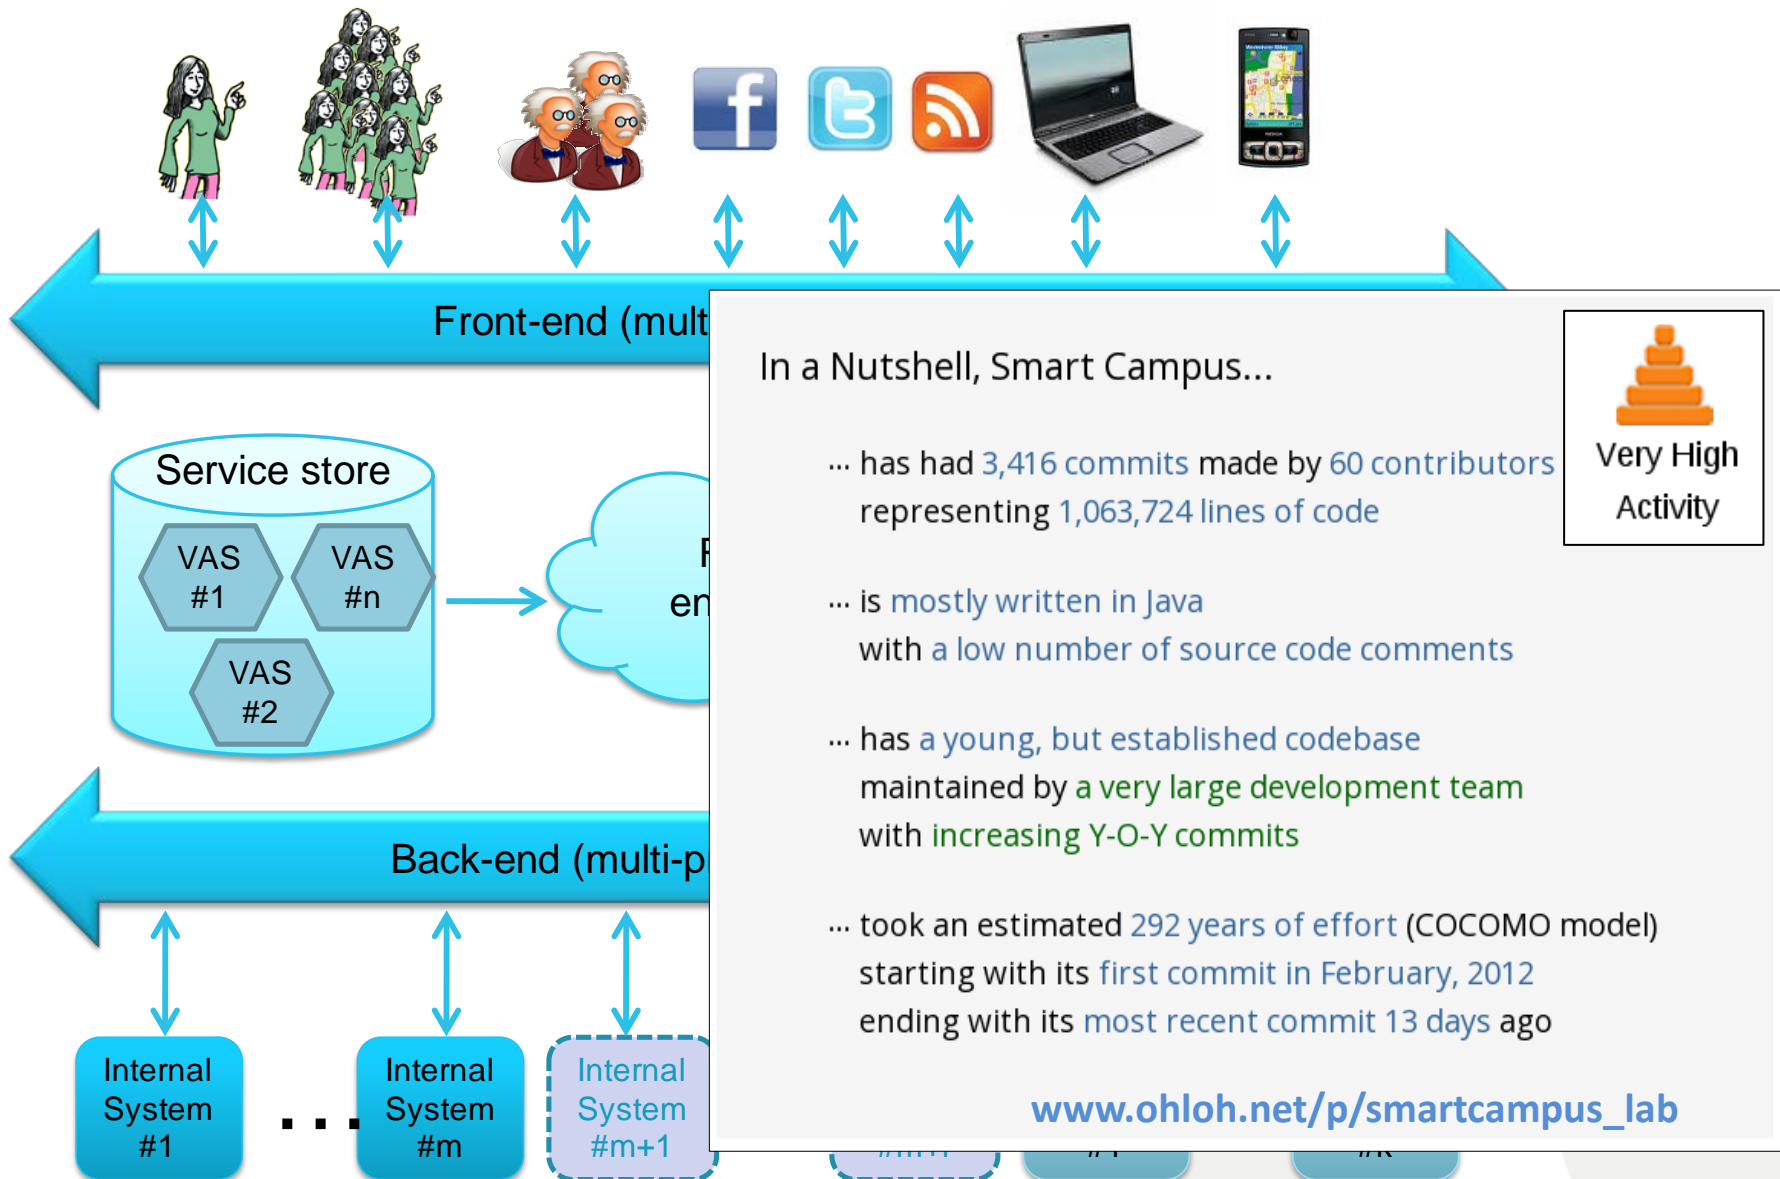 Front-end (mult
In a Nutshell, Smart Campus...
Very High
Activity
... has had 3,416 commits made by 60 contributors
representing 1,063,724 lines of code
... is mostly written in Java
with a low number of source code comments
... has a young, but established codebase
maintained by a very large development team
with increasing Y-O-Y commits
... took an estimated 292 years of effort (COCOMO model)
starting with its first commit in February, 2012
ending with its most recent commit 13 days ago
www.ohloh.net/p/smartcampus_lab
Service store
VAS
#1
VAS
#n
VAS
#2
en
Back-end (multi-p
Internal
System
#1
...
Internal
System
#m
Internal
System
#m+1